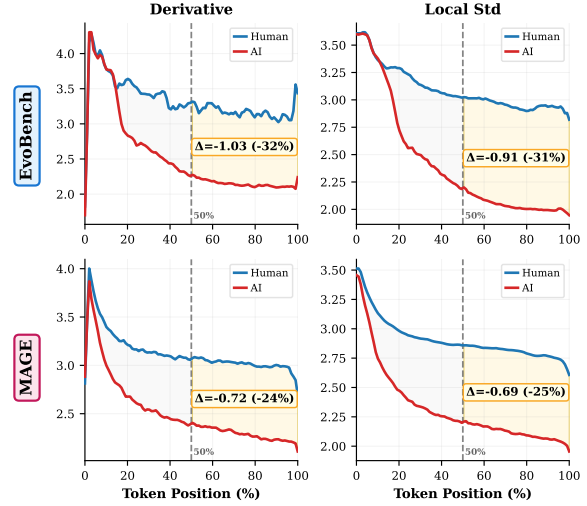 Derivative
Local Std
EvoBench
4.0
3.5
3.0
2.5
2.0
Human
AI
Δ=-1.03 (-32%)
50%
0 20 40 60 80 100
3.50
3.25
3.00
2.75
2.50
2.25
2.00
Human
AI
Δ=-0.91 (-31%)
50%
0 20 40 60 80 100
MAGE
4.0
3.5
3.0
2.5
Human
AI
Δ=-0.72 (-24%)
50%
0 20 40 60 80 100
Token Position (%)
3.50
3.25
3.00
2.75
2.50
2.25
2.00
Human
AI
Δ=-0.69 (-25%)
50%
0 20 40 60 80 100
Token Position (%)